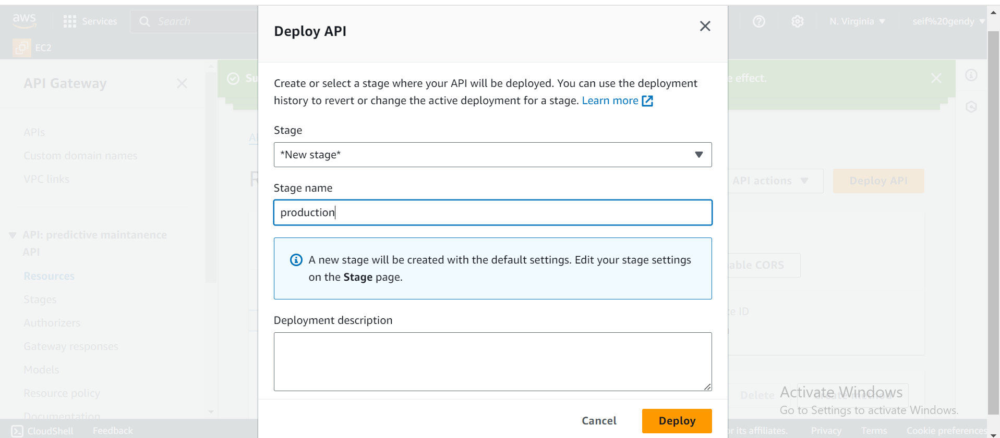 aws
Services
Search
N. Virginia
seif%20gendy
EC2
API Gateway
APIs
Custom domain names
VPC links
API: predictive maintanence
API
Resources
Stages
Authorizers
Gateway responses
Models
Resource policy
Documentation
Deploy API
Create or select a stage where your API will be deployed. You can use the deployment
history to revert or change the active deployment for a stage. Learn more
Stage
*New stage*
Stage name
production
A new stage will be created with the default settings. Edit your stage settings
on the Stage page.
Deployment description
Cancel
Deploy
effect.
API actions
Deploy API
CORS
ID
Delete
Create method
Activate Windows
Go to Settings to activate Windows.
CloudShell
Feedback
its affiliates.
Privacy
Terms
Cookie preferences